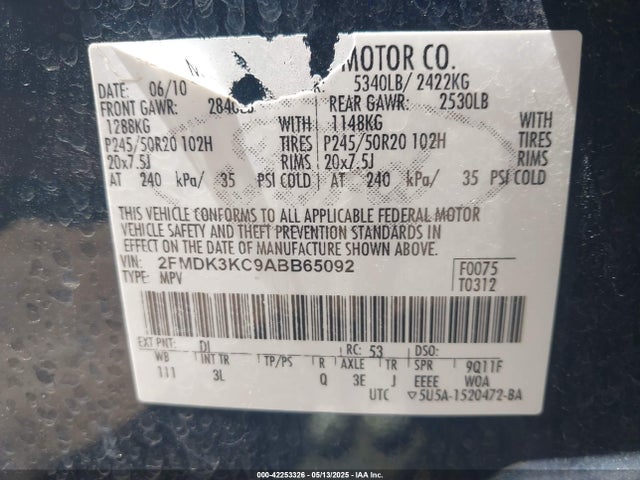 MOTOR CO.
DATE: 06/10 5340LB/ 2422KG
FRONT GAWR: REAR GAWR: 2530LB
1288KG WITH 1148KG WITH
P245/50R20 102H TIRES P245/50R20 102H TIRES
20x7.5J RIMS 20x7.5J RIMS
AT 240 kPa/ 35 PSI COLD AT 240 kPa/ 35 PSI COLD
THIS VEHICLE CONFORMS TO ALL APPLICABLE FEDERAL MOTOR
VEHICLE SAFETY AND THEFT PREVENTION STANDARDS IN
EFFECT ON THE DATE OF MANUFACTURE SHOWN ABOVE.
VIN: 2FMDK3KC9ABB65092 F0075
TYPE: MPV T0312
EXT PNT: DJ RC: 53 DSO:
WB INT TR TP/PS R AXLE TR SPR 9Q11F
111 3L Q 3E J EEEE WOA
UTC ▽5U5A-1520472-BA
000-42253326 - 05/13/2025 - IAA Inc.